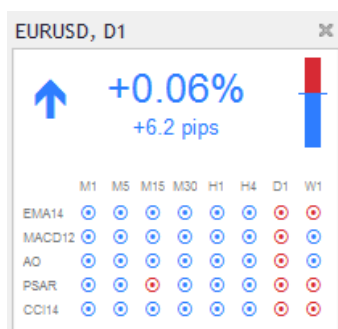 EURUSD, D1
+0.06%
+6.2 pips
M1 M5 M15 M30 H1 H4 D1 W1
EMA14
MACD12
AO
PSAR
CCI14